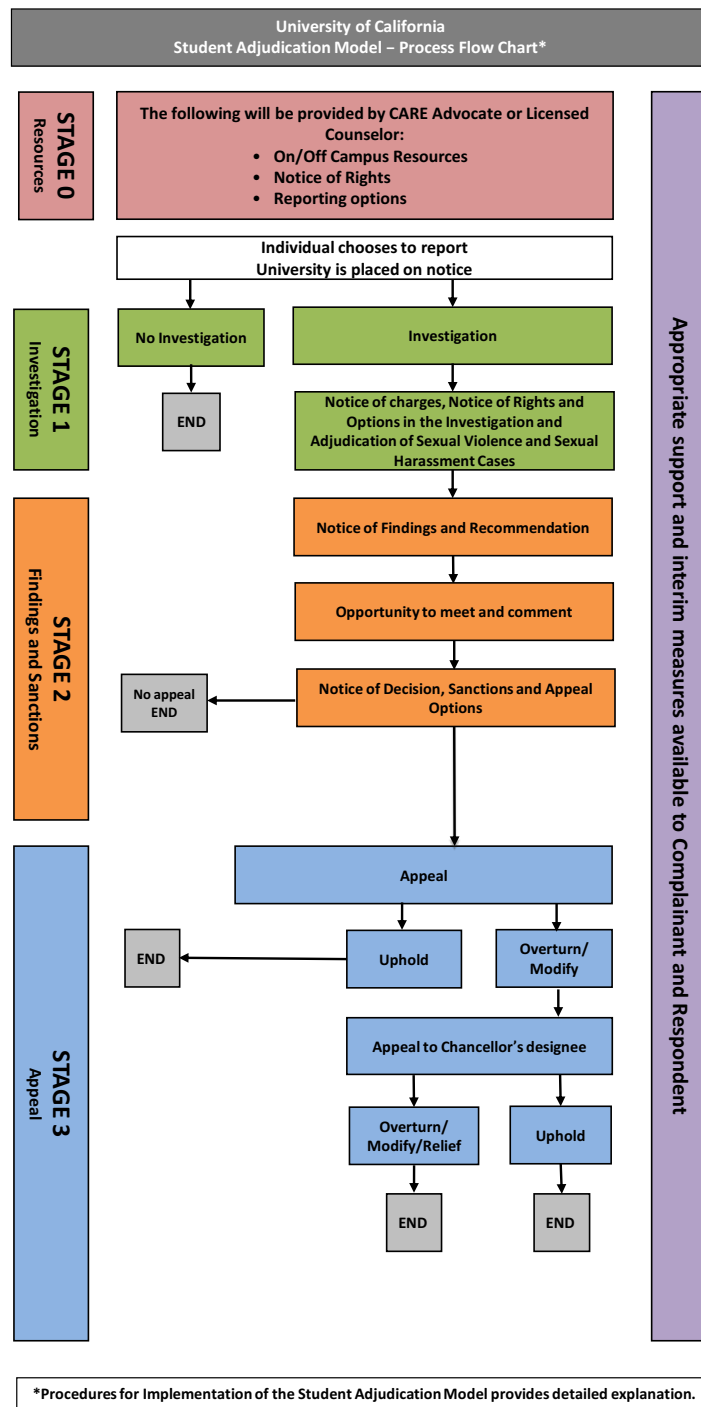 University of California
Student Adjudication Model – Process Flow Chart*
STAGE 0
Resources
The following will be provided by CARE Advocate or Licensed
Counselor:
• On/Off Campus Resources
• Notice of Rights
• Reporting options
Individual chooses to report
University is placed on notice
STAGE 1
Investigation
No Investigation
Investigation
END
Notice of charges, Notice of Rights and
Options in the Investigation and
Adjudication of Sexual Violence and Sexual
Harassment Cases
STAGE 2
Findings and Sanctions
Notice of Findings and Recommendation
Opportunity to meet and comment
No appeal
END
Notice of Decision, Sanctions and Appeal
Options
STAGE 3
Appeal
Appeal
END
Uphold
Overturn/
Modify
Appeal to Chancellor’s designee
Overturn/
Modify/Relief
Uphold
END
END
Appropriate support and interim measures available to Complainant and Respondent
*Procedures for Implementation of the Student Adjudication Model provides detailed explanation.